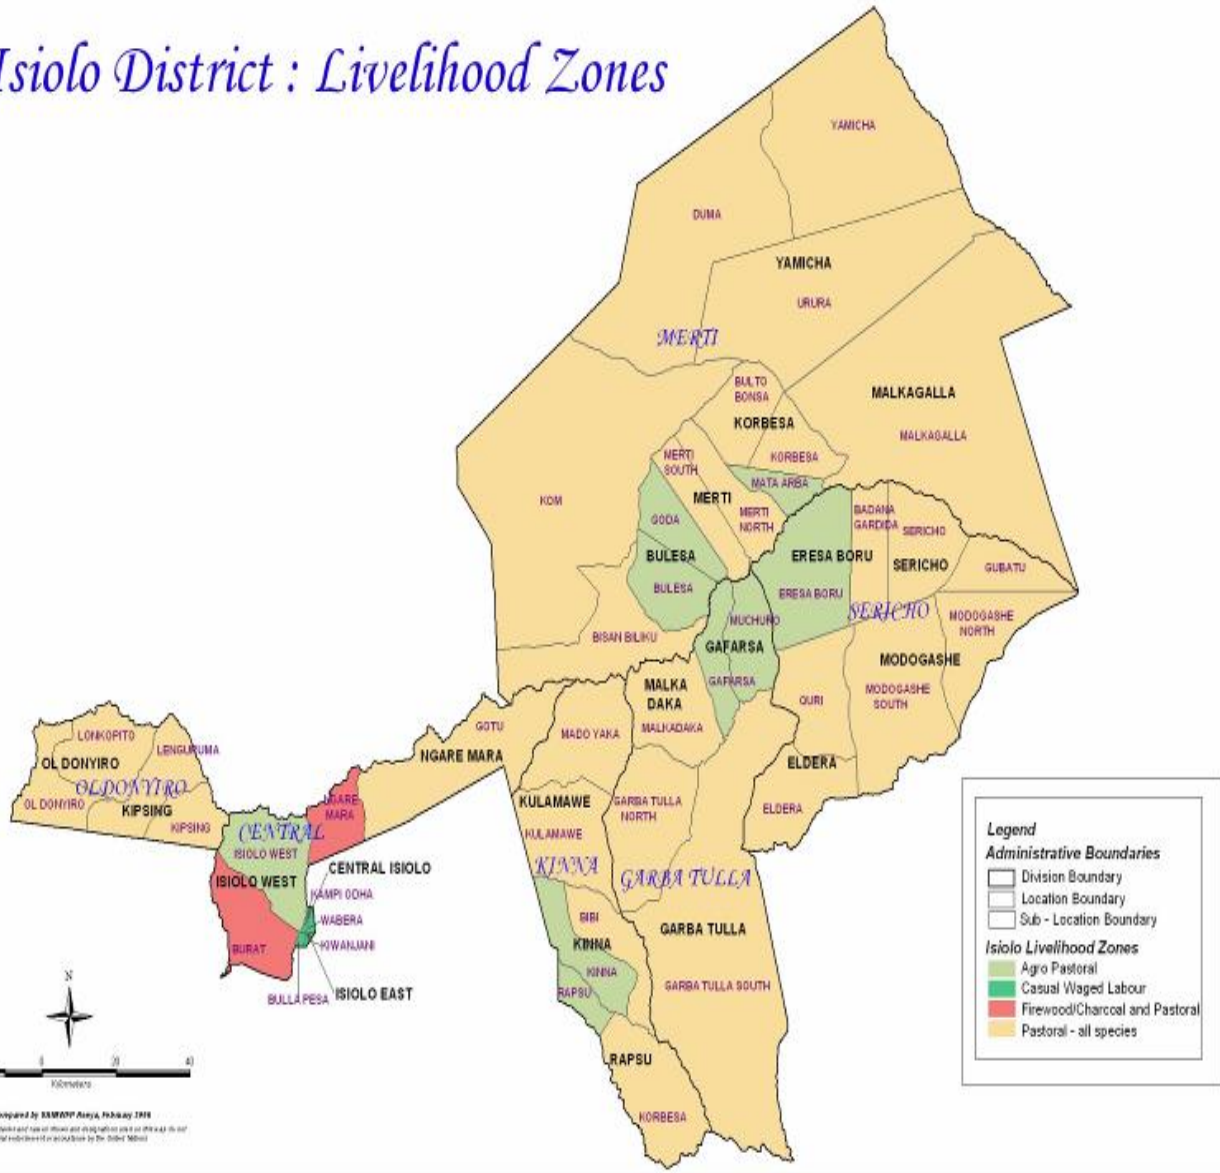 Isiolo District : Livelihood Zones
YAMICHA
DUMA
YAMICHA
URURA
MERTI
BULTO
BONSA
MALKAGALLA
KORBESA
MALKAGALLA
MERTI
SOUTH
KORBESA
MATA ARBA
KOM
MERTI
GODA
MERTI
NORTH
BADANA
GARDIDA
SERICHO
BULESA
ERESA BORU
SERICHO
GUBATU
BULESA
ERESA BORU
SERICHO
MUCHURO
MODOGASHE
NORTH
BISAN BILIKU
GAFARSA
MODOGASHE
GAFARSA
MALKA
DAKA
MODOGASHE
SOUTH
MALKADAKA
GOTU
MADO YAKA
NGARE MARA
ELDERA
LONKOPITO
LENGURUMA
OL DONYIRO
OLDONYIRO
OL DONYIRO
KIPSING
KIPSING
NGARE
MARA
KULAMAWE
GARBA TULLA
NORTH
ELDERA
CENTRAL
ISIOLO WEST
KULAMAWE
KINNA
GARBA TULLA
CENTRAL ISIOLO
ISIOLO WEST
KAMPI ODHA
WABERA
KIWANJANI
BURAT
BULLA PESA
ISIOLO EAST
BIBI
KINNA
KINNA
RAPSU
GARBA TULLA
GARBA TULLA SOUTH
RAPSU
KORBESA
N
0 20 40
Kilometers
Legend
Administrative Boundaries
Division Boundary
Location Boundary
Sub - Location Boundary
Isiolo Livelihood Zones
Agro Pastoral
Casual Waged Labour
Firewood/Charcoal and Pastoral
Pastoral - all species